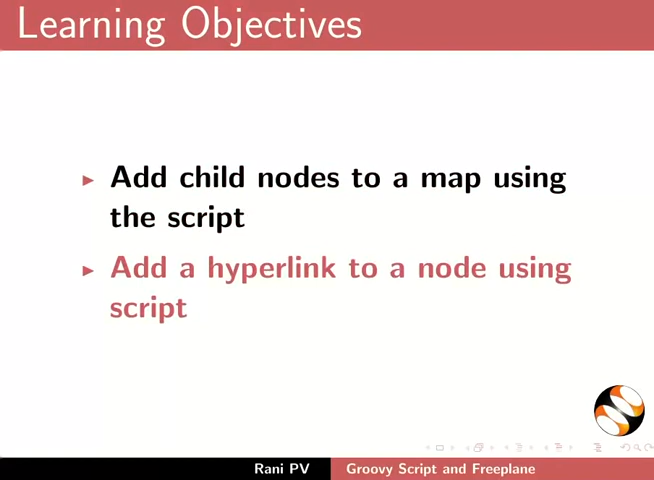 Learning Objectives
Add child nodes to a map using
the script
Add a hyperlink to a node using
script
Rani PV Groovy Script and Freeplane